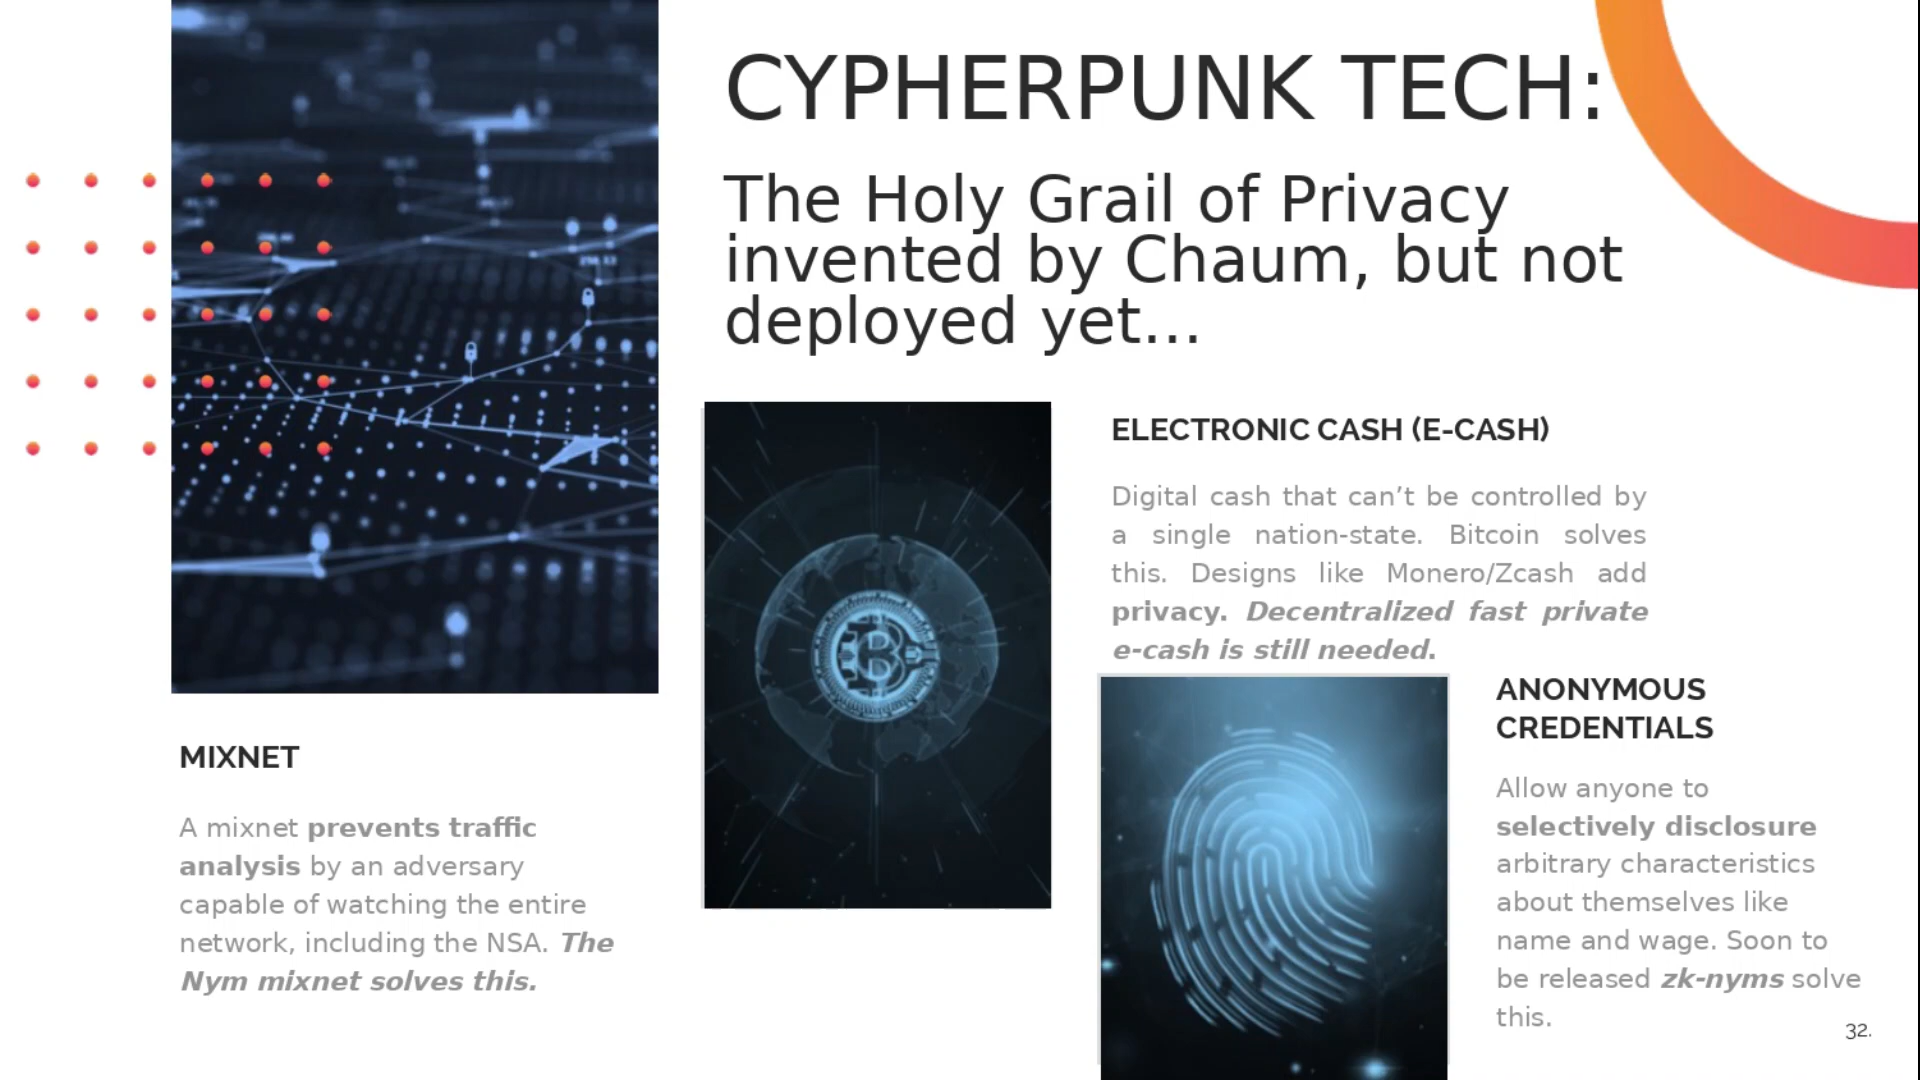 CYPHERPUNK TECH:
The Holy Grail of Privacy
invented by Chaum, but not
deployed yet...
ELECTRONIC CASH (E-CASH)
Digital cash that can’t be controlled by
a single nation-state. Bitcoin solves
this. Designs like Monero/Zcash add
privacy. Decentralized fast private
e-cash is still needed.
MIXNET
A mixnet prevents traffic
analysis by an adversary
capable of watching the entire
network, including the NSA. The
Nym mixnet solves this.
ANONYMOUS
CREDENTIALS
Allow anyone to
selectively disclosure
arbitrary characteristics
about themselves like
name and wage. Soon to
be released zk-nyms solve
this.
32.